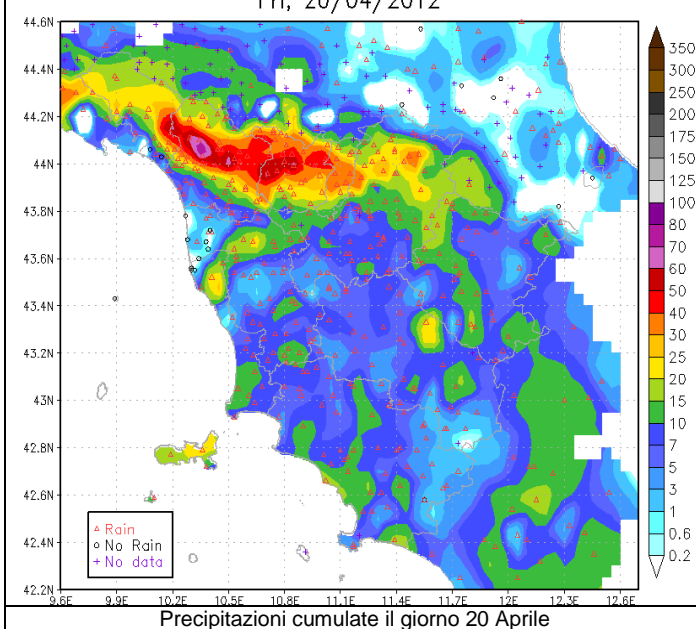 Fri, 20/04/2012
44.6N
44.4N
44.2N
44N
43.8N
43.6N
43.4N
43.2N
43N
42.8N
42.6N
42.4N
42.2N
9.6E 9.9E 10.2E 10.5E 10.8E 11.1E 11.4E 11.7E 12E 12.3E 12.6E
Rain
No Rain
No data
350
300
250
200
175
150
125
100
80
70
60
50
40
30
25
20
15
10
7
5
3
1
0.6
0.2
Precipitazioni cumulate il giorno 20 Aprile